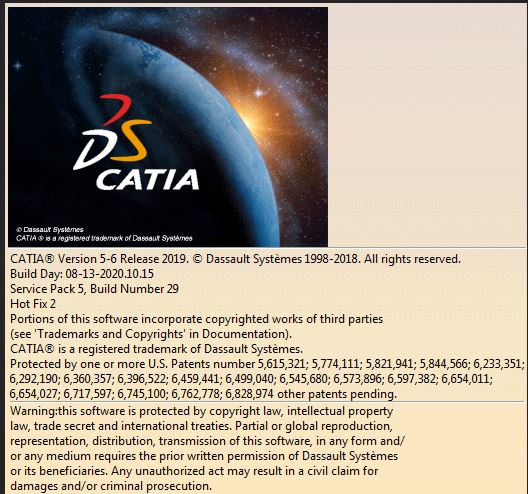 DS
CATIA
© Dassault Systèmes
CATIA ® is a registered trademark of Dassault Systèmes
CATIA® Version 5-6 Release 2019. © Dassault Systèmes 1998-2018. All rights reserved.
Build Day: 08-13-2020.10.15
Service Pack 5, Build Number 29
Hot Fix 2
Portions of this software incorporate copyrighted works of third parties
(see 'Trademarks and Copyrights' in Documentation).
CATIA® is a registered trademark of Dassault Systèmes.
Protected by one or more U.S. Patents number 5,615,321; 5,774,111; 5,821,941; 5,844,566; 6,233,351;
6,292,190; 6,360,357; 6,396,522; 6,459,441; 6,499,040; 6,545,680; 6,573,896; 6,597,382; 6,654,011;
6,654,027; 6,717,597; 6,745,100; 6,762,778; 6,828,974 other patents pending.
Warning:this software is protected by copyright law, intellectual property
law, trade secret and international treaties. Partial or global reproduction,
representation, distribution, transmission of this software, in any form and/
or any medium requires the prior written permission of Dassault Systèmes
or its beneficiaries. Any unauthorized act may result in a civil claim for
damages and/or criminal prosecution.